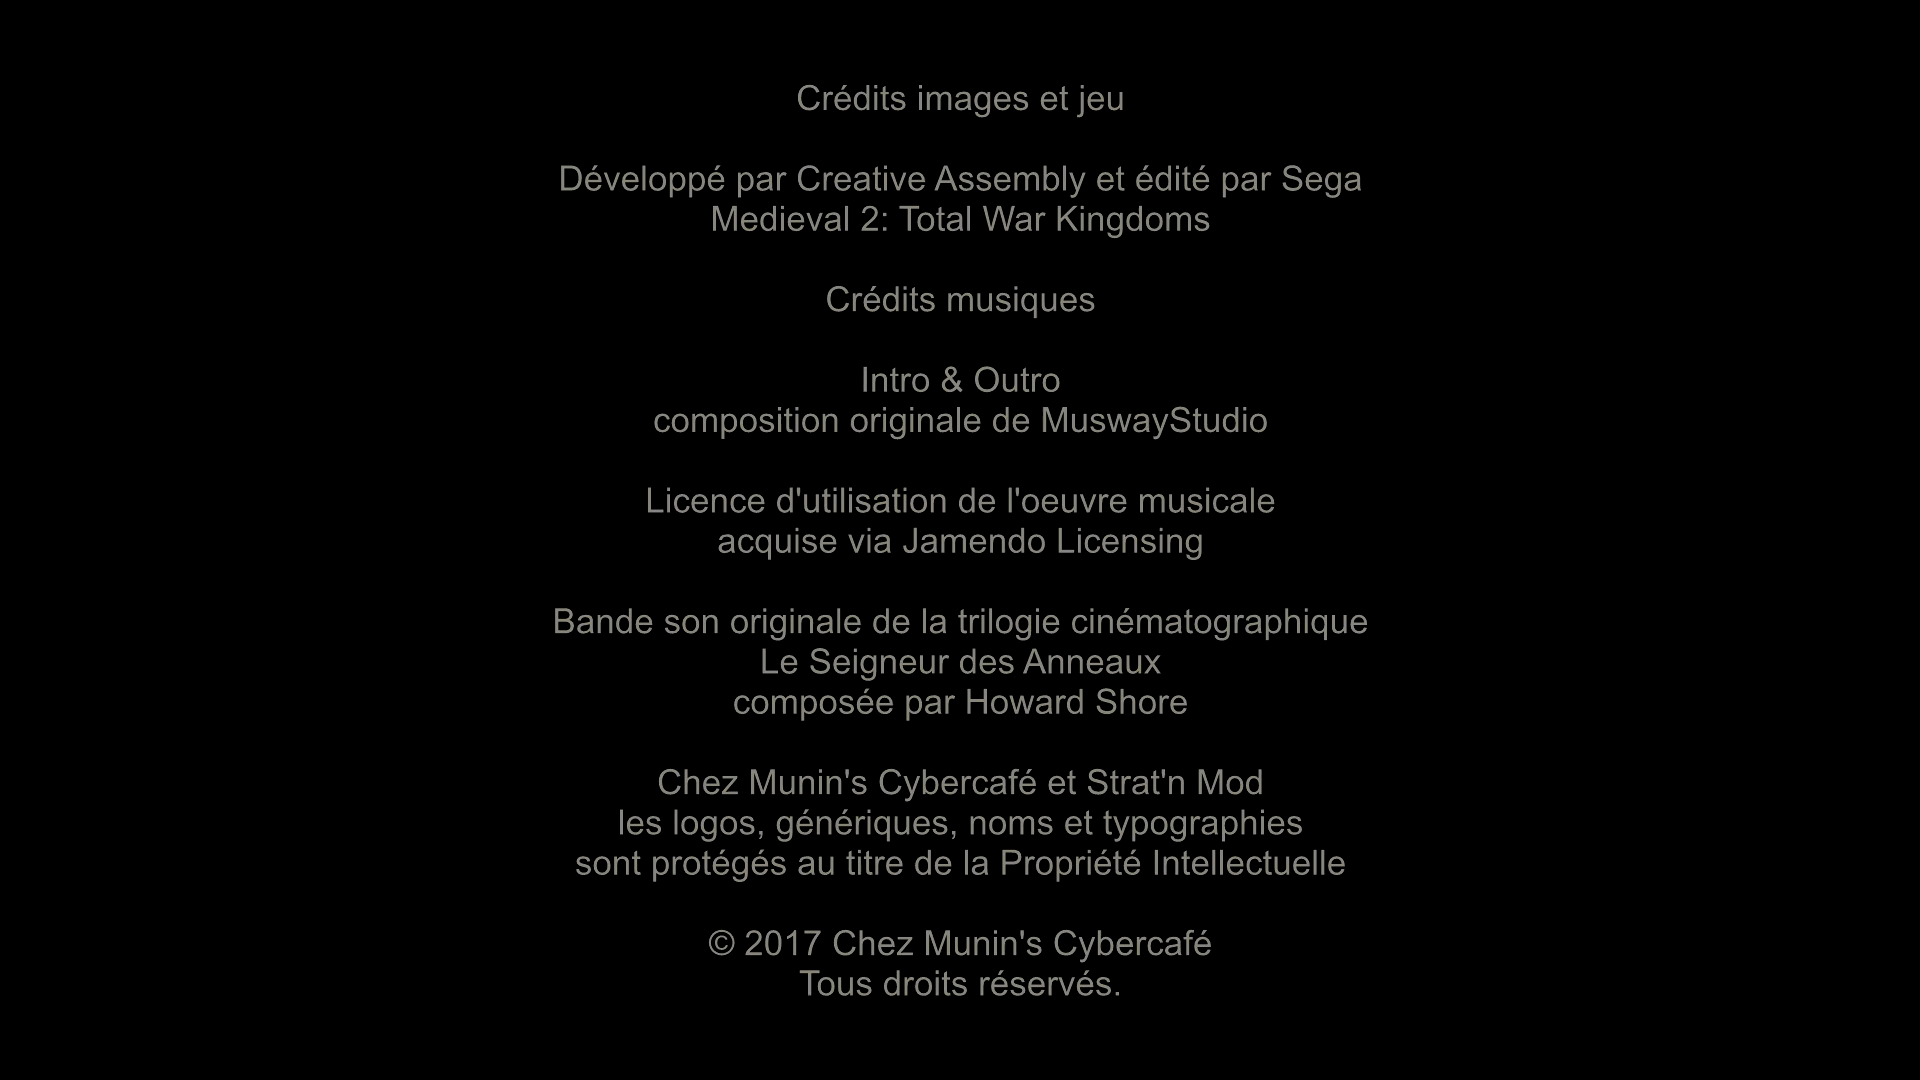 Crédits images et jeu
Développé par Creative Assembly et édité par Sega
Medieval 2: Total War Kingdoms
Crédits musiques
Intro & Outro
composition originale de MuswayStudio
Licence d'utilisation de l'oeuvre musicale
acquise via Jamendo Licensing
Bande son originale de la trilogie cinématographique
Le Seigneur des Anneaux
composée par Howard Shore
Chez Munin's Cybercafé et Strat'n Mod
les logos, génériques, noms et typographies
sont protégés au titre de la Propriété Intellectuelle
© 2017 Chez Munin's Cybercafé
Tous droits réservés.